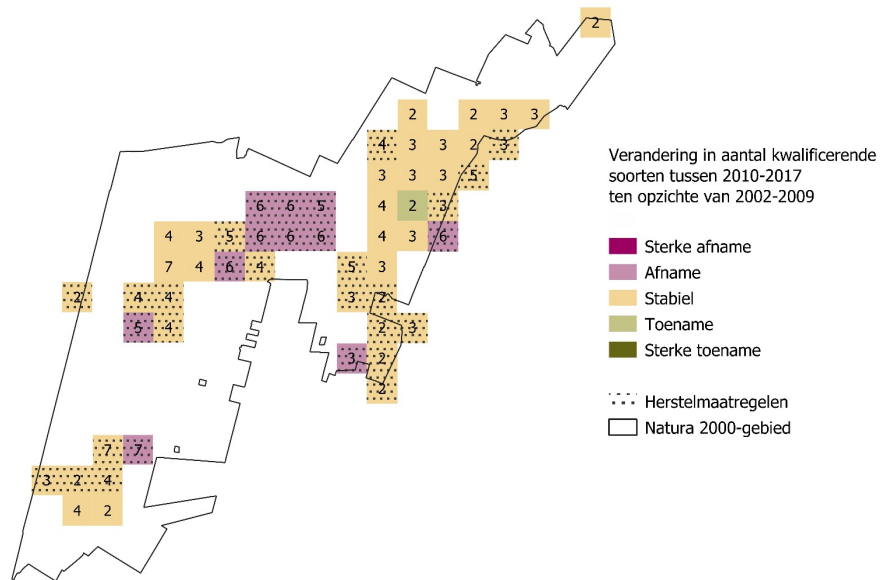 2
2 2 3 3
4 3 3 2 3
3 3 3 5
6 6 5 4 2 3
4 3 5 6 6 6 4 3 6
7 4 6 4 5 3
2 4 4 3 2
5 4 2 3
3 2
2
7 7
3 2 4
4 2
Verandering in aantal kwalificerende
soorten tussen 2010-2017
ten opzichte van 2002-2009
Sterke afname
Afname
Stabiel
Toename
Sterke toename
Herstelmaatregelen
Natura 2000-gebied